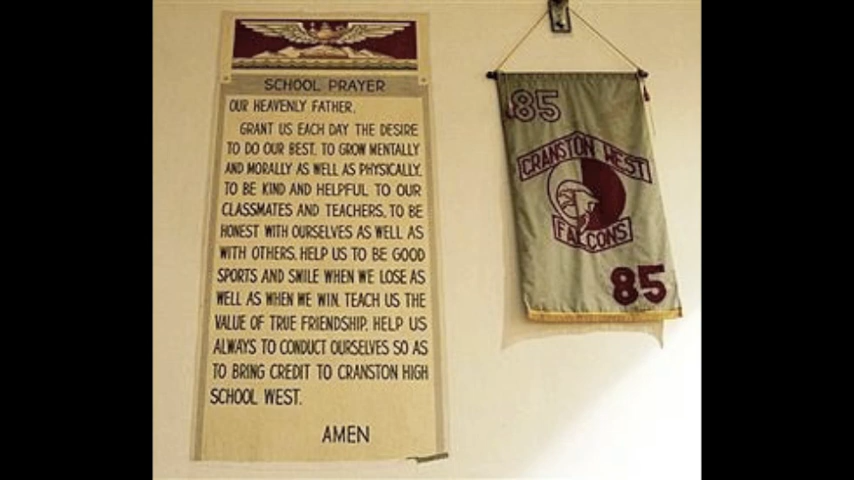 SCHOOL PRAYER
OUR HEAVENLY FATHER.
GRANT US EACH DAY THE DESIRE
TO DO OUR BEST. TO GROW MENTALLY
AND MORALLY AS WELL AS PHYSICALLY.
TO BE KIND AND HELPFUL TO OUR
CLASSMATES AND TEACHERS. TO BE
HONEST WITH OURSELVES AS WELL AS
WITH OTHERS. HELP US TO BE GOOD
SPORTS AND SMILE WHEN WE LOSE AS
WELL AS WHEN WE WIN. TEACH US THE
VALUE OF TRUE FRIENDSHIP. HELP US
ALWAYS TO CONDUCT OURSELVES SO AS
TO BRING CREDIT TO CRANSTON HIGH
SCHOOL WEST.
AMEN
85
CRANSTON WEST
FALCONS
85